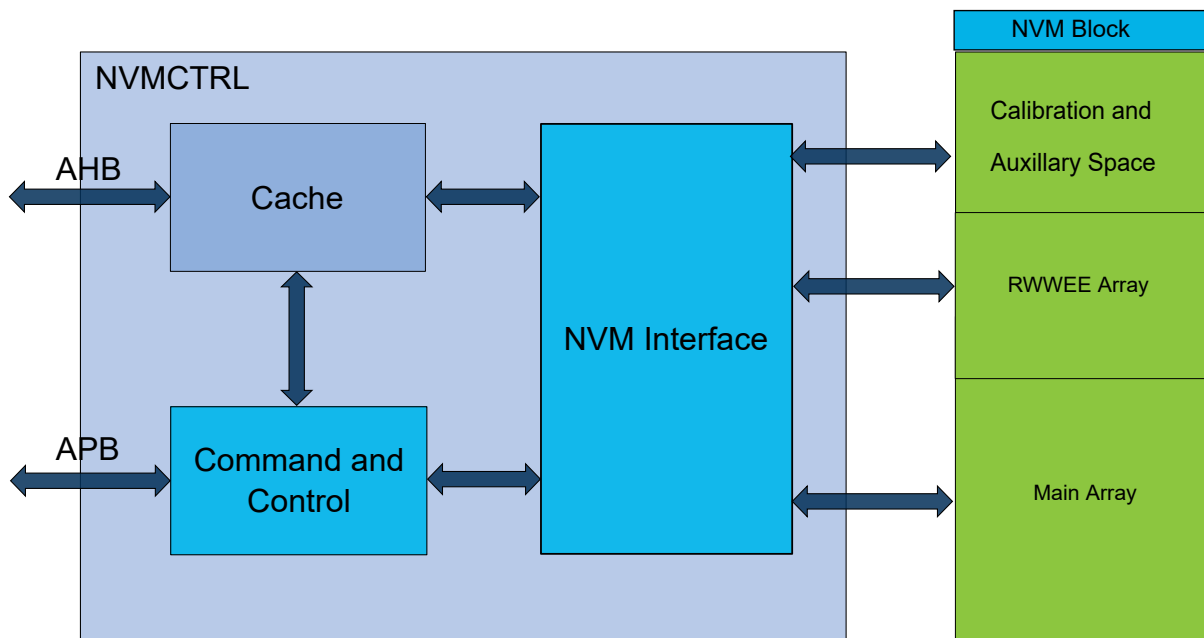 NVMCTRL
AHB
Cache
APB
Command and
Control
NVM Interface
NVM Block
Calibration and
Auxillary Space
RWWEE Array
Main Array